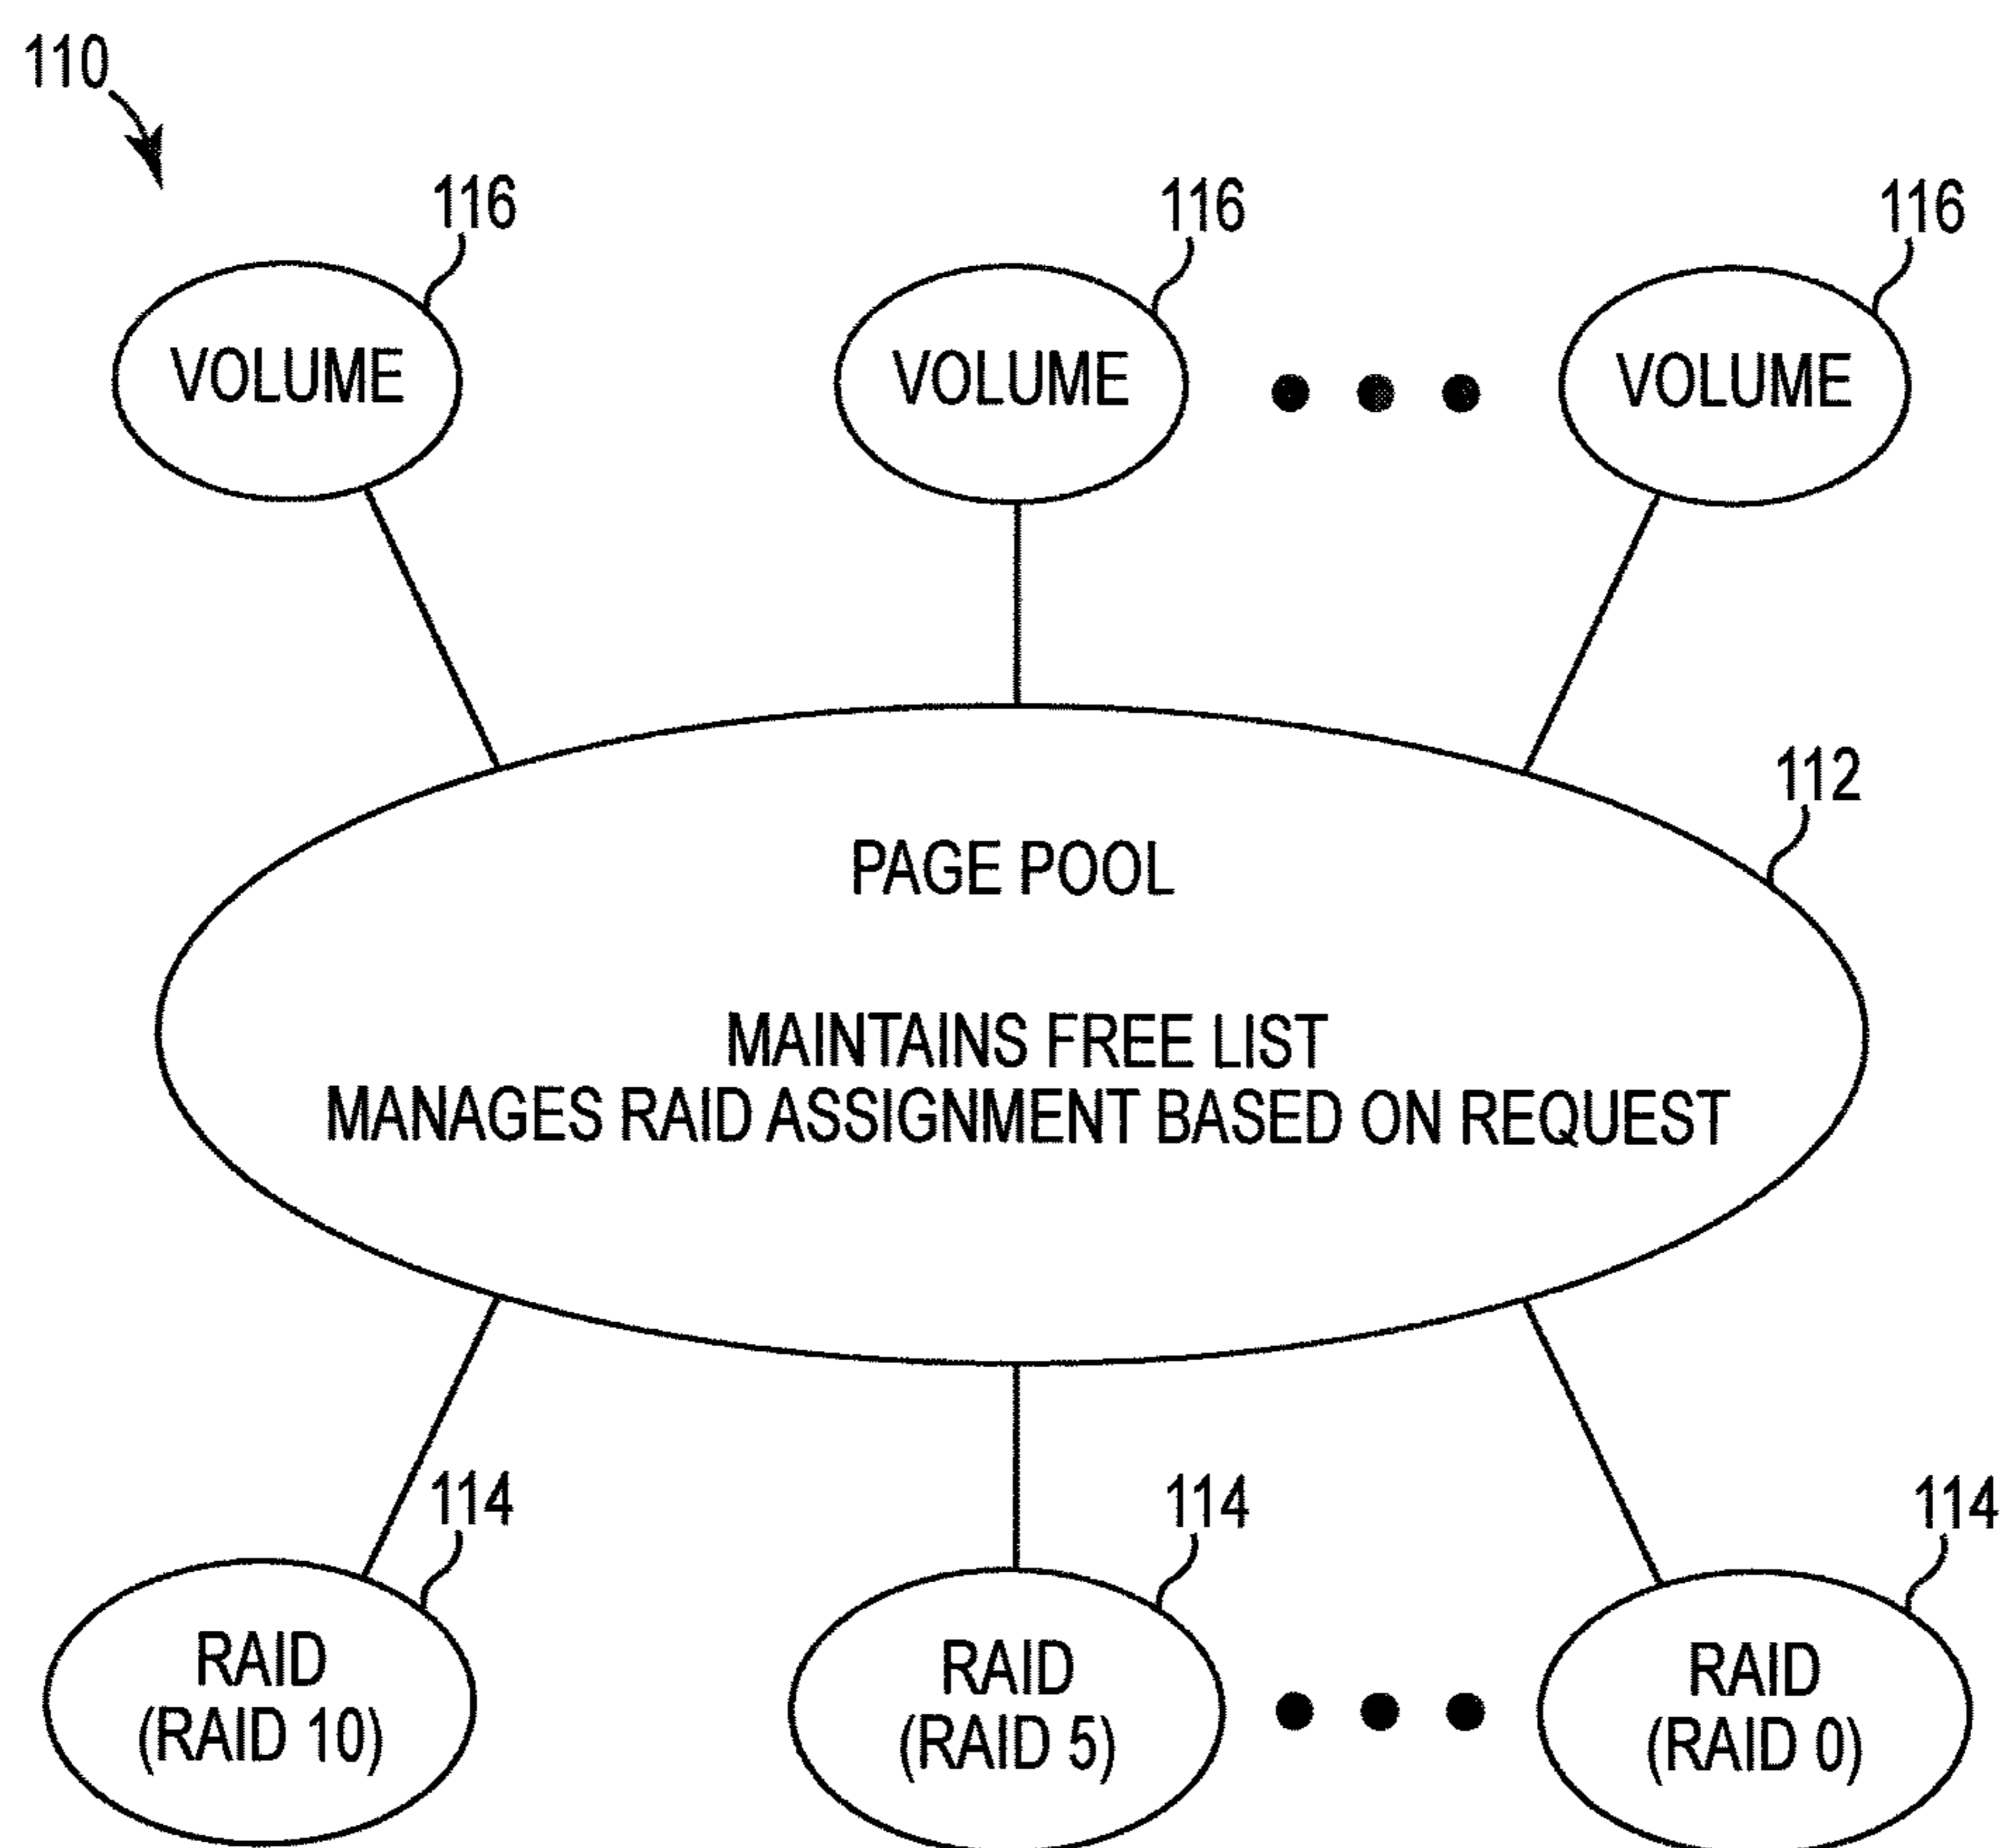 110
116
116
116
VOLUME
VOLUME
VOLUME
112
PAGE POOL
MAINTAINS FREE LIST
MANAGES RAID ASSIGNMENT BASED ON REQUEST
114
114
114
RAID
(RAID 10)
RAID
(RAID 5)
RAID
(RAID 0)